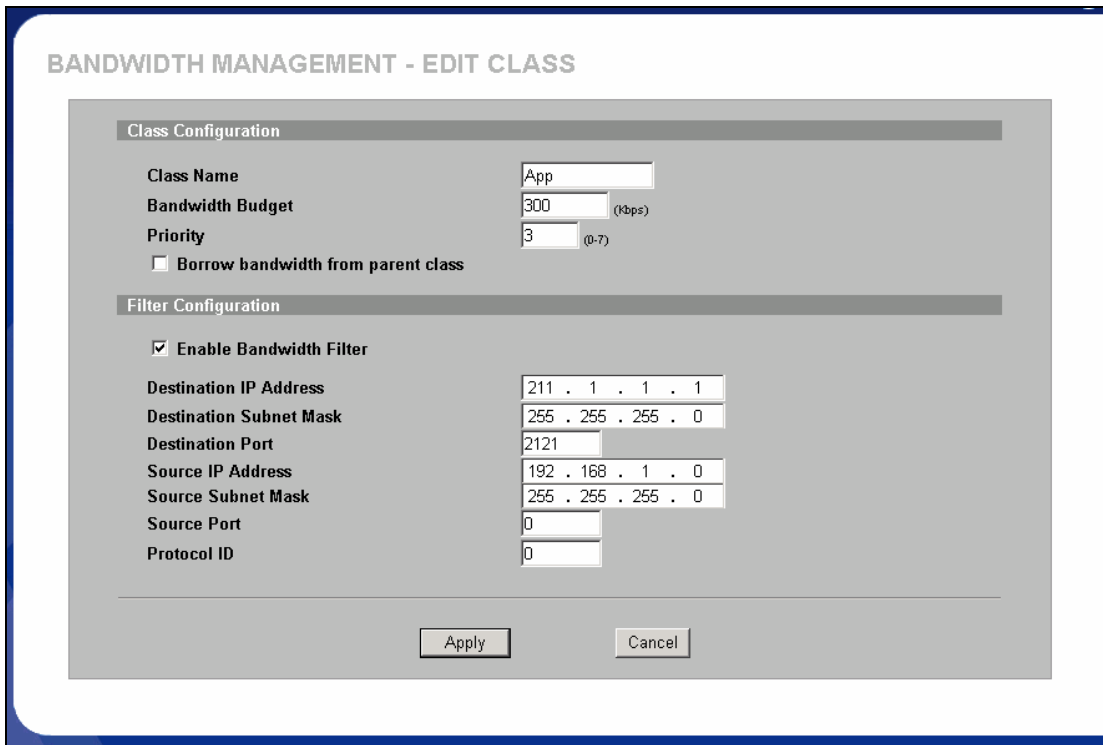 BANDWIDTH MANAGEMENT - EDIT CLASS
Class Configuration
Class Name App
Bandwidth Budget 300 (Kbps)
Priority 3 (0-7)
Borrow bandwidth from parent class
Filter Configuration
Enable Bandwidth Filter
Destination IP Address 211 . 1 . 1 . 1
Destination Subnet Mask 255 . 255 . 255 . 0
Destination Port 2121
Source IP Address 192 . 168 . 1 . 0
Source Subnet Mask 255 . 255 . 255 . 0
Source Port 0
Protocol ID 0
Apply Cancel